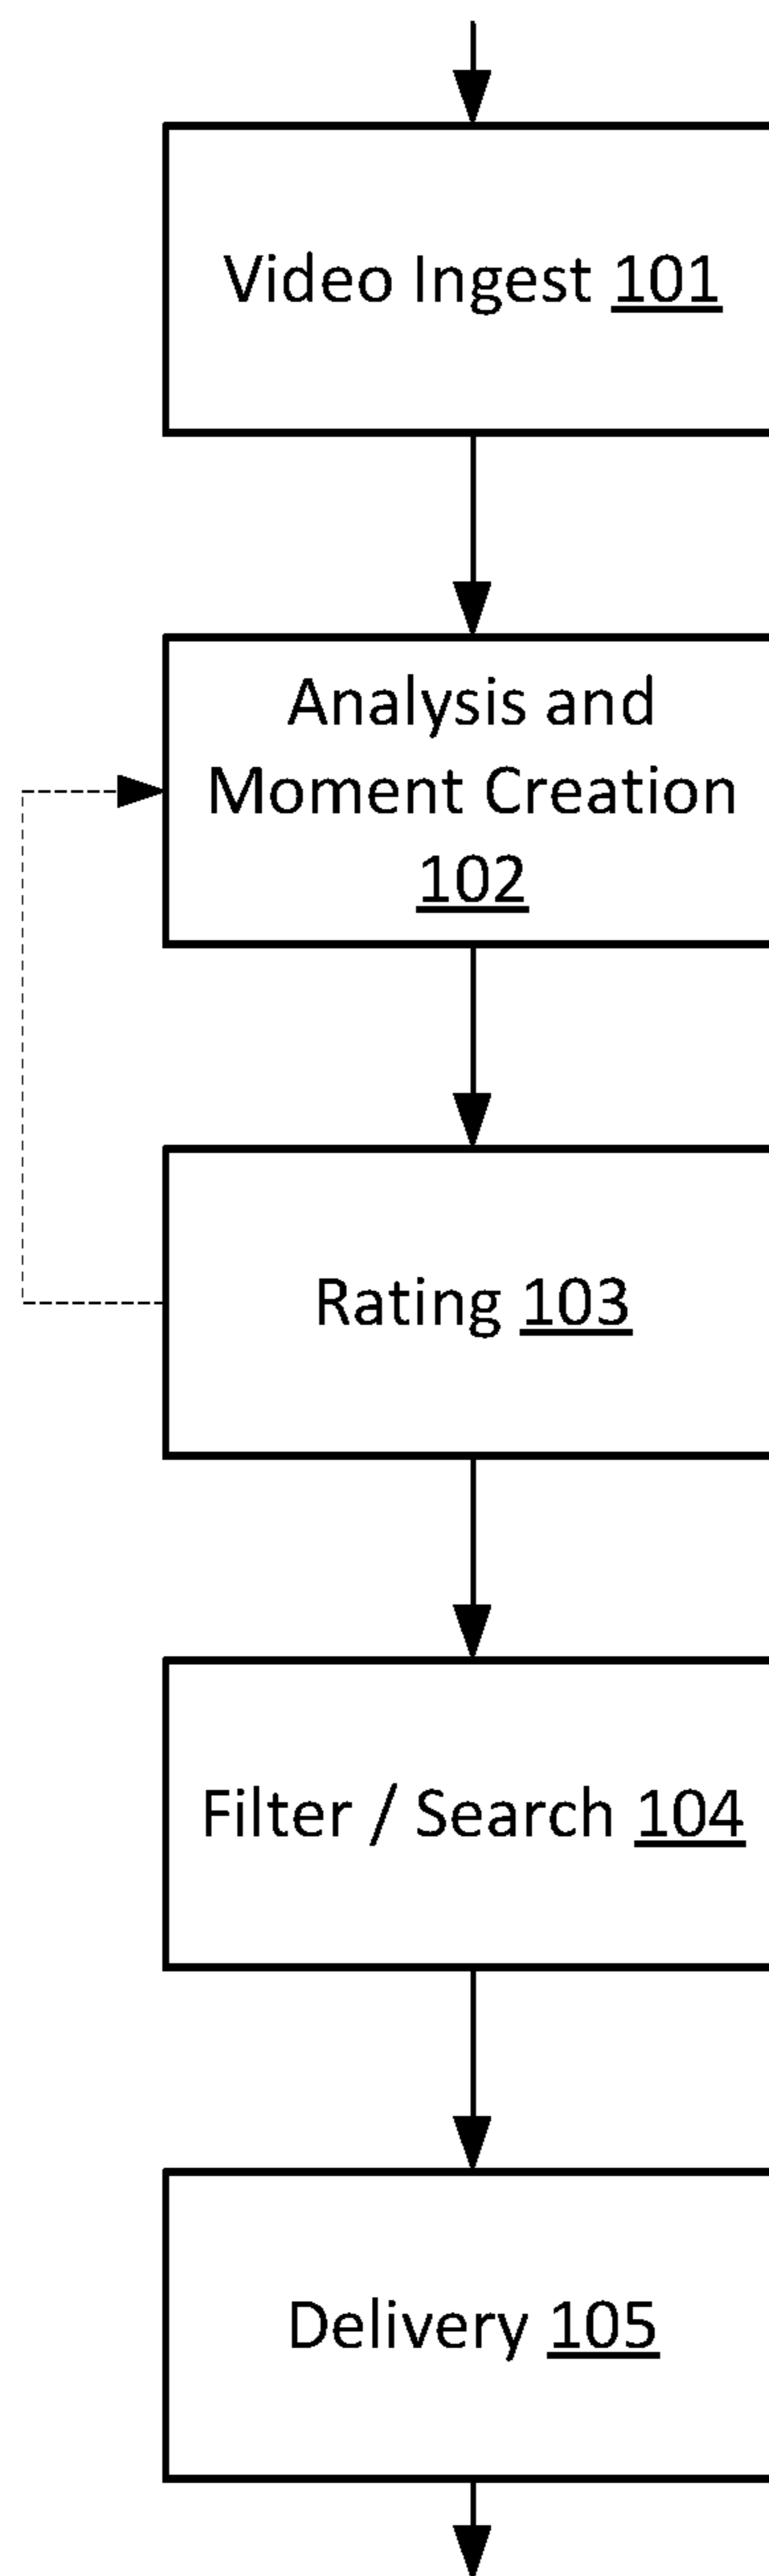 Video Ingest 101
Analysis and
Moment Creation
102
Rating 103
Filter / Search 104
Delivery 105